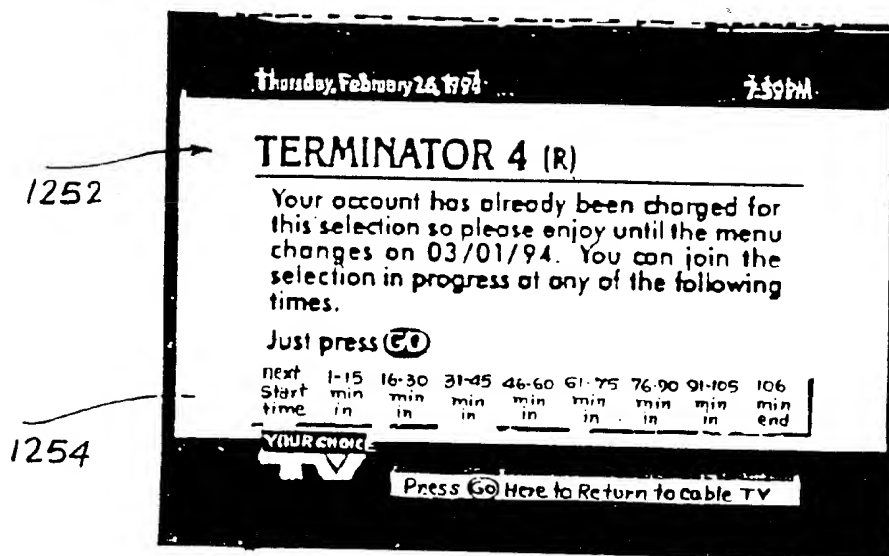 Thursday, February 26, 1994 7:59PM
TERMINATOR 4 (R)
1252
Your account has already been charged for
this selection so please enjoy until the menu
changes on 03/01/94. You can join the
selection in progress at any of the following
times.
Just press GO
next 1-15 16-30 31-45 46-60 61-75 76-90 91-105 106
Start min min min min min min min min
time in in in in in in in end
1254
YOUR CHOICE
TV
Press Go Here to Return to cable TV